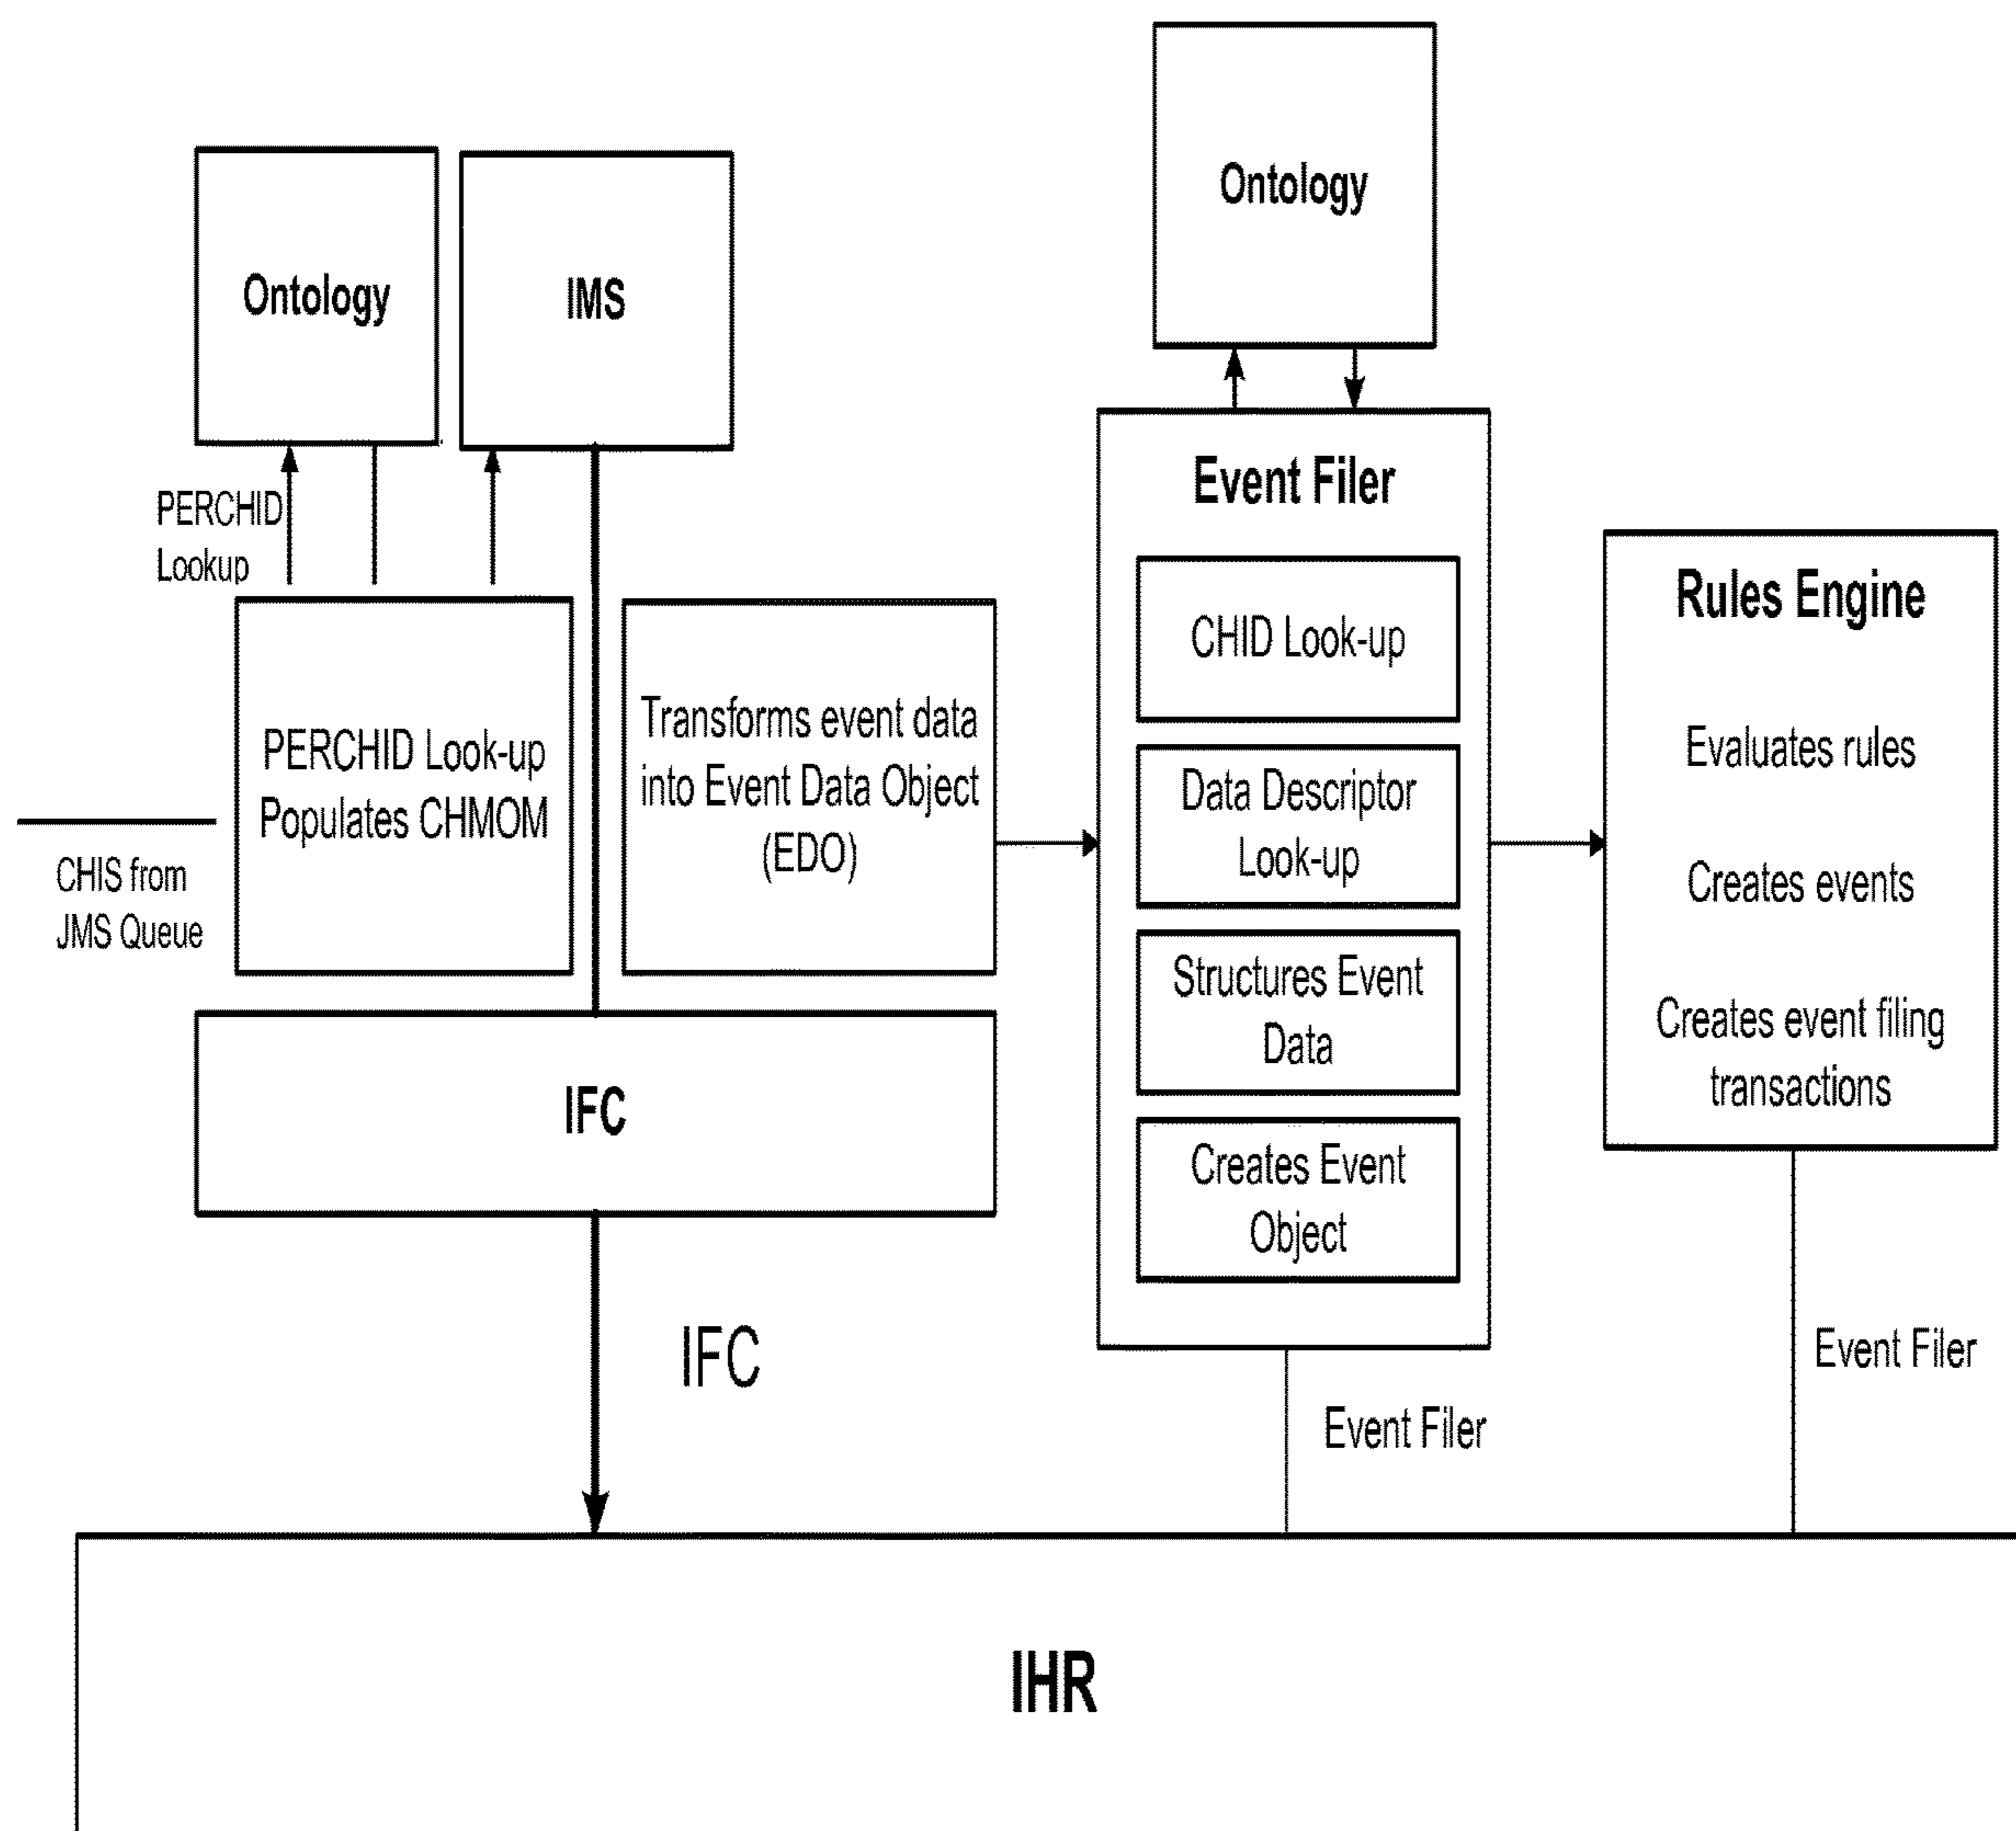 Ontology
IMS
Ontology
PERCHID
Lookup
PERCHID Look-up
Populates CHMOM
CHIS from
JMS Queue
Transforms event data
into Event Data Object
(EDO)
Event Filer
CHID Look-up
Data Descriptor
Look-up
Structures Event
Data
Creates Event
Object
Rules Engine
Evaluates rules
Creates events
Creates event filing
transactions
IFC
IFC
Event Filer
Event Filer
IHR